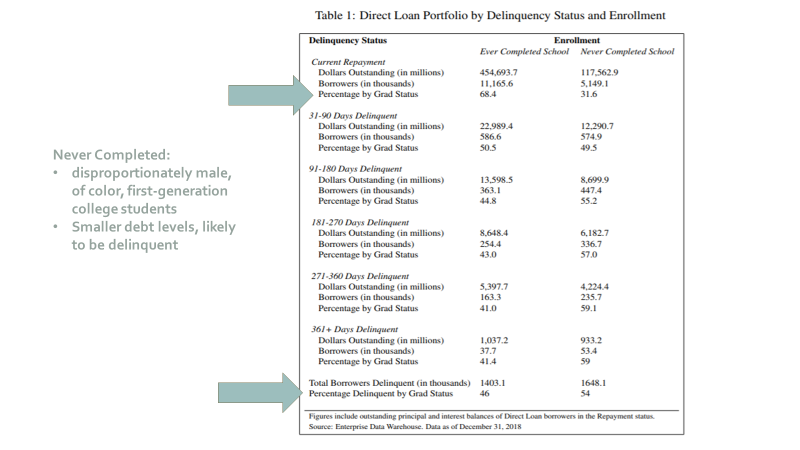 Table 1: Direct Loan Portfolio by Delinquency Status and Enrollment
Delinquency Status Enrollment
Ever Completed School Never Completed School
Current Repayment
Dollars Outstanding (in millions) 454,693.7 117,562.9
Borrowers (in thousands) 11,165.6 5,149.1
Percentage by Grad Status 68.4 31.6
31-90 Days Delinquent
Dollars Outstanding (in millions) 22,989.4 12,290.7
Borrowers (in thousands) 586.6 574.9
Percentage by Grad Status 50.5 49.5
91-180 Days Delinquent
Dollars Outstanding (in millions) 13,598.5 8,699.9
Borrowers (in thousands) 363.1 447.4
Percentage by Grad Status 44.8 55.2
181-270 Days Delinquent
Dollars Outstanding (in millions) 8,648.4 6,182.7
Borrowers (in thousands) 254.4 336.7
Percentage by Grad Status 43.0 57.0
271-360 Days Delinquent
Dollars Outstanding (in millions) 5,397.7 4,224.4
Borrowers (in thousands) 163.3 235.7
Percentage by Grad Status 41.0 59.1
361+ Days Delinquent
Dollars Outstanding (in millions) 1,037.2 933.2
Borrowers (in thousands) 37.7 53.4
Percentage by Grad Status 41.4 59
Total Borrowers Delinquent (in thousands) 1403.1 1648.1
Percentage Delinquent by Grad Status 46 54
Figures include outstanding principal and interest balances of Direct Loan borrowers in the Repayment status.
Source: Enterprise Data Warehouse. Data as of December 31, 2018
Never Completed:
• disproportionately male,
of color, first-generation
college students
• Smaller debt levels, likely
to be delinquent